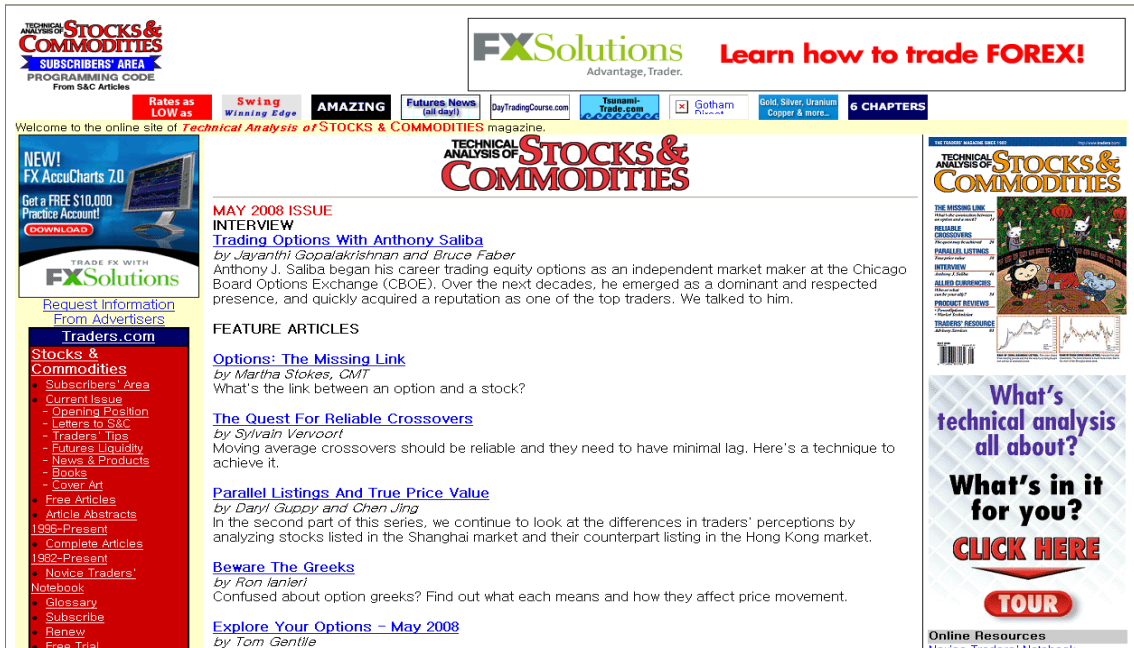 TECHNICAL
ANALYSIS OF STOCKS &
COMMODITIES
SUBSCRIBERS' AREA
PROGRAMMING CODE
From S&C Articles
FXSolutions
Advantage, Trader.
Learn how to trade FOREX!
Rates as
LOW as
Swing
Winning Edge
AMAZING
Futures News
(all day!)
DayTradingCourse.com
Tsunami-
Trade.com
Gotham
Gold, Silver, Uranium
Copper & more...
6 CHAPTERS
Welcome to the online site of Technical Analysis of STOCKS & COMMODITIES magazine.
NEW!
FX AccuCharts 7.0
Get a FREE $10,000
Practice Account!
DOWNLOAD
TRADE FX WITH
FXSolutions
Request Information
From Advertisers
Traders.com
Stocks &
Commodities
Subscribers' Area
Current Issue
- Opening Position
- Letters to S&C
- Traders' Tips
- Futures Liquidity
- News & Products
- Books
- Cover Art
Free Articles
Article Abstracts
1996-Present
Complete Articles
1982-Present
Novice Traders'
Notebook
Glossary
Subscribe
Renew
Free Trial
TECHNICAL
ANALYSIS OF STOCKS &
COMMODITIES
MAY 2008 ISSUE
INTERVIEW
Trading Options With Anthony Saliba
by Jayanthi Gopalakrishnan and Bruce Faber
Anthony J. Saliba began his career trading equity options as an independent market maker at the Chicago
Board Options Exchange (CBOE). Over the next decades, he emerged as a dominant and respected
presence, and quickly acquired a reputation as one of the top traders. We talked to him.
FEATURE ARTICLES
Options: The Missing Link
by Martha Stokes, CMT
What's the link between an option and a stock?
The Quest For Reliable Crossovers
by Sylvain Vervoort
Moving average crossovers should be reliable and they need to have minimal lag. Here's a technique to
achieve it.
Parallel Listings And True Price Value
by Daryl Guppy and Chen Jing
In the second part of this series, we continue to look at the differences in traders' perceptions by
analyzing stocks listed in the Shanghai market and their counterpart listing in the Hong Kong market.
Beware The Greeks
by Ron Ianieri
Confused about option greeks? Find out what each means and how they affect price movement.
Explore Your Options - May 2008
by Tom Gentile
TECHNICAL
ANALYSIS OF STOCKS &
COMMODITIES
THE MISSING LINK
RELIABLE
CROSSOVERS
PARALLEL LISTINGS
INTERVIEW
ALLIED CURRENCIES
PRODUCT REVIEWS
TRADERS' RESOURCE
What's
technical analysis
all about?
What's in it
for you?
CLICK HERE
TOUR
Online Resources
Novice Traders' Notebook